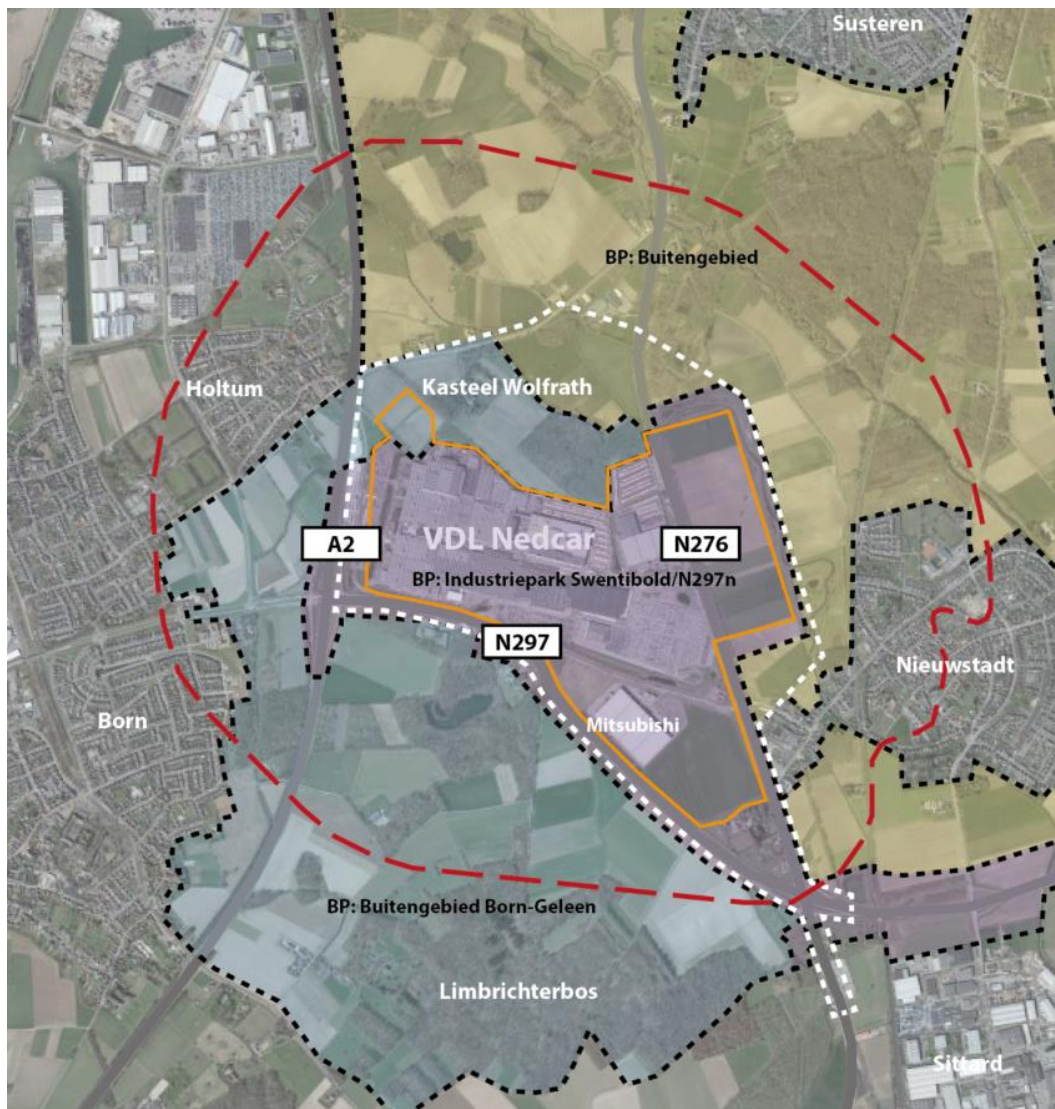 Susteren
BP: Buitengebied
Holtum
Kasteel Wolfrath
A2
VDL Nedcar
N276
BP: Industriepark Swentibold/N297n
N297
Nieuwstadt
Born
Mitsubishi
BP: Buitengebied Born-Geleen
Limbrichterbos
Sittard